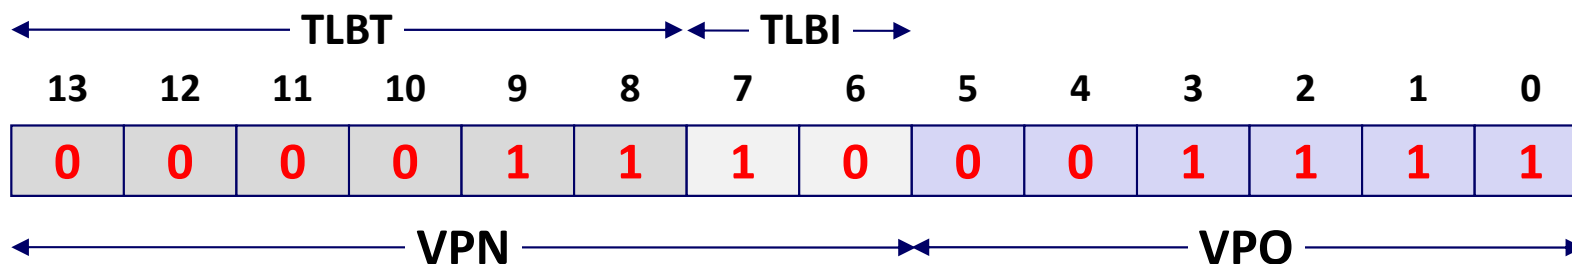 TLBT TLBI
13 12 11 10 9 8 7 6 5 4 3 2 1 0
0 0 0 0 1 1 1 0 0 0 1 1 1 1
VPN VPO